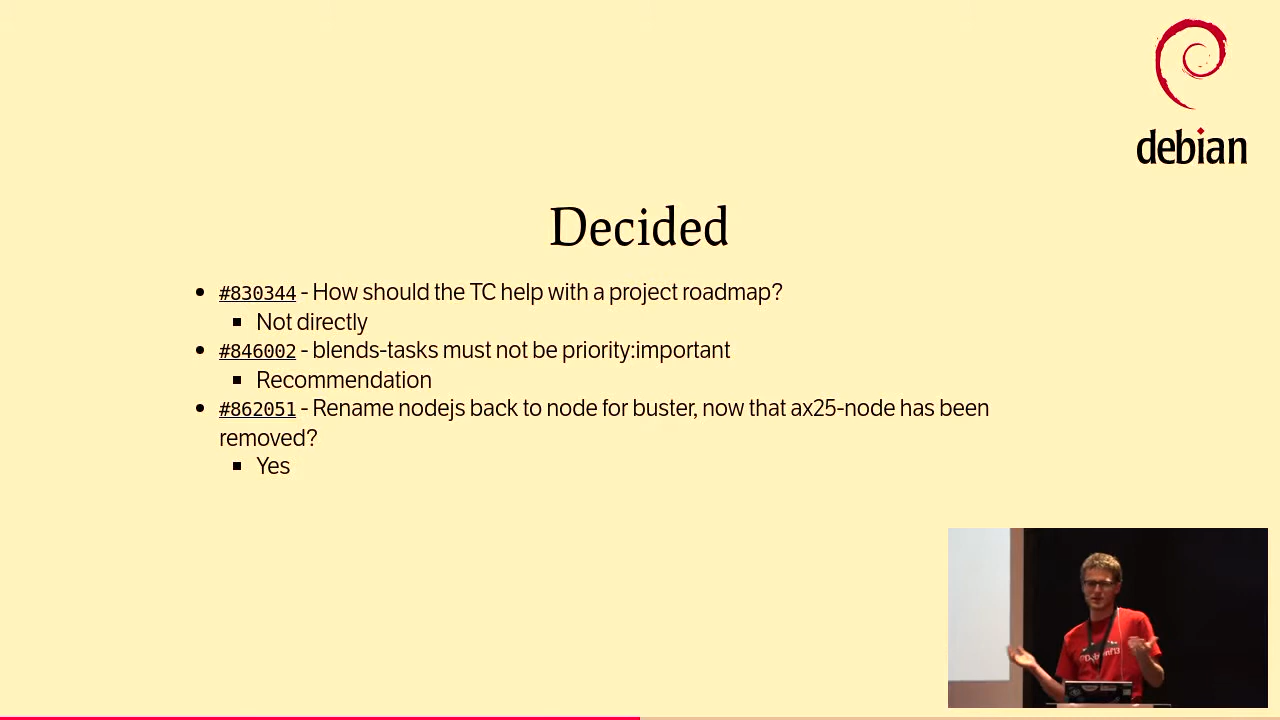 debian
Decided
#830344 - How should the TC help with a project roadmap?
Not directly
#846002 - blends-tasks must not be priority:important
Recommendation
#862051 - Rename nodejs back to node for buster, now that ax25-node has been
removed?
Yes